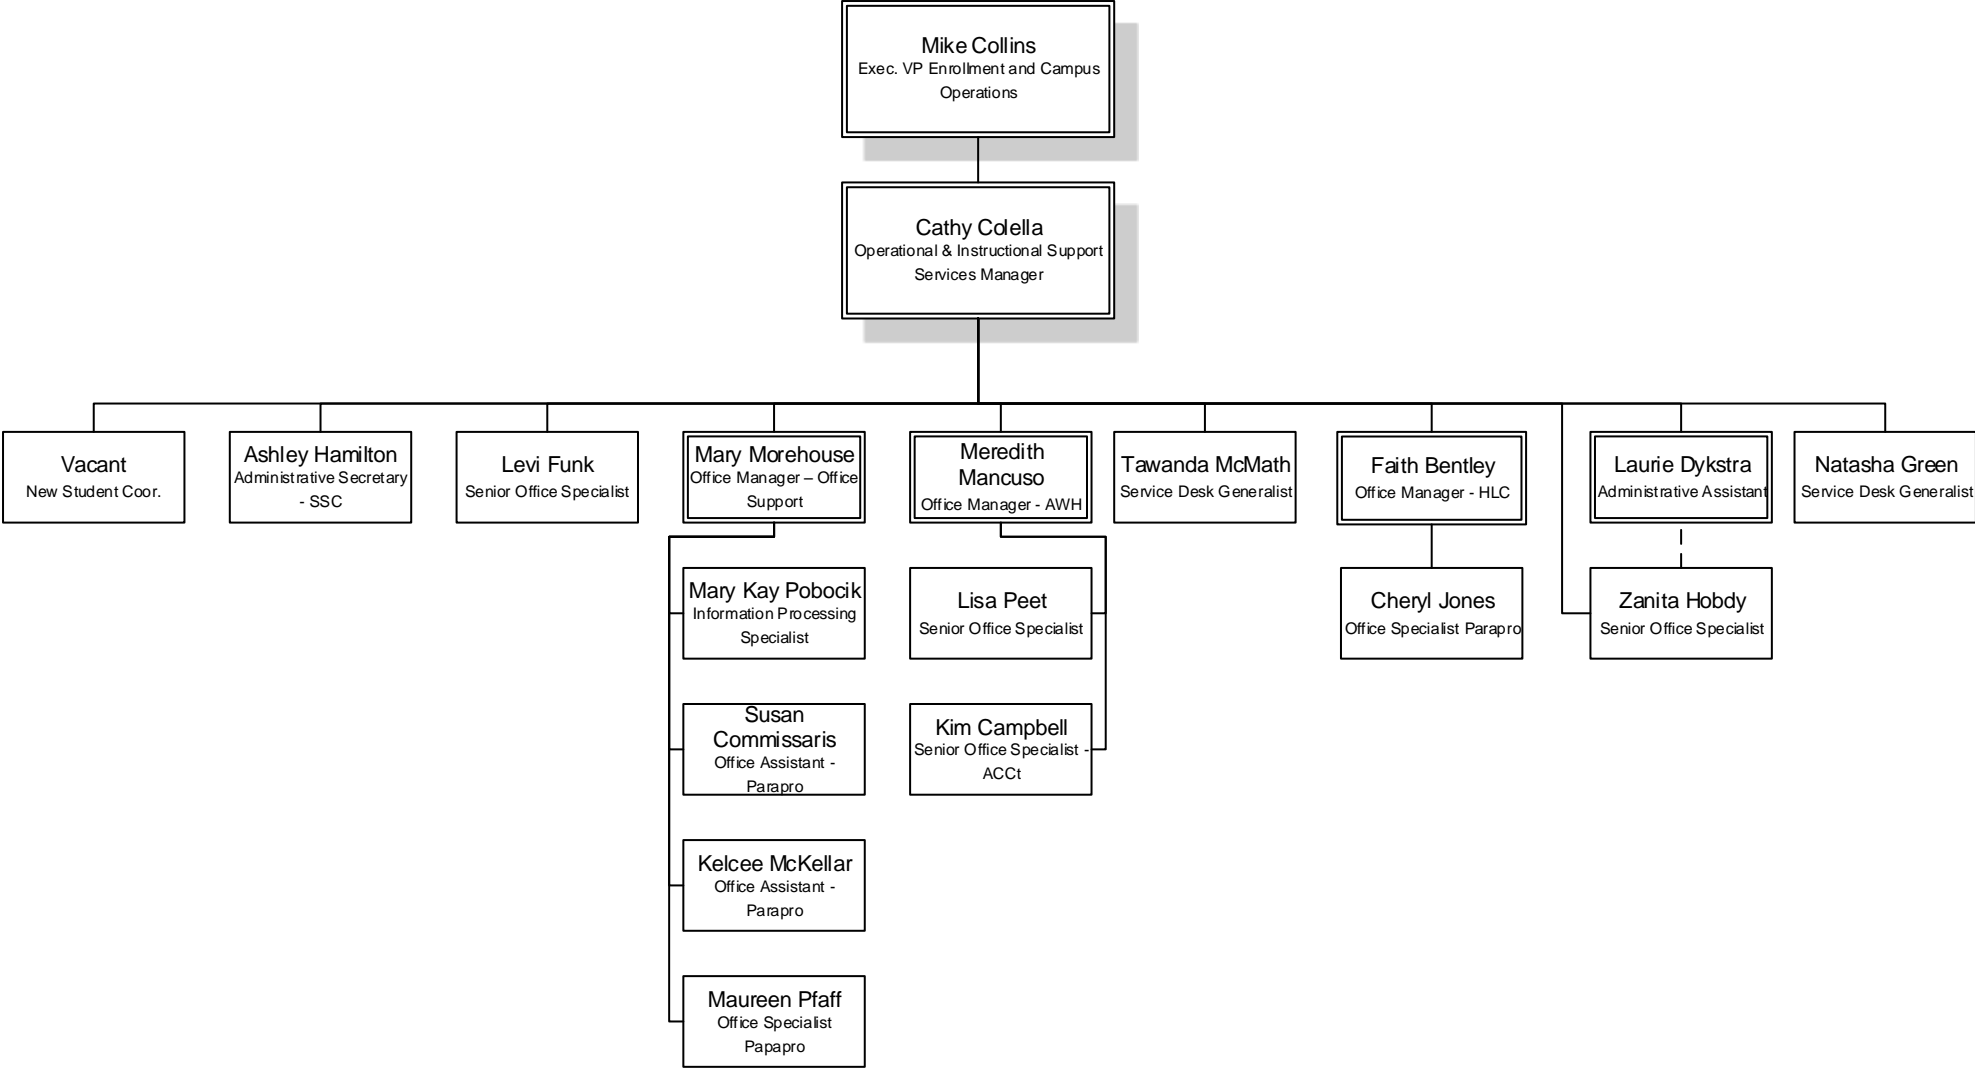 Mike Collins
Exec. VP Enrollment and Campus
Operations
Cathy Colella
Operational & Instructional Support
Services Manager
Vacant
New Student Coor.
Ashley Hamilton
Administrative Secretary
- SSC
Levi Funk
Senior Office Specialist
Mary Morehouse
Office Manager – Office
Support
Meredith
Mancuso
Office Manager - AWH
Tawanda McMath
Service Desk Generalist
Faith Bentley
Office Manager - HLC
Laurie Dykstra
Administrative Assistant
Natasha Green
Service Desk Generalist
Mary Kay Pobocik
Information Processing
Specialist
Lisa Peet
Senior Office Specialist
Cheryl Jones
Office Specialist Parapro
Zanita Hobdy
Senior Office Specialist
Susan
Commissaris
Office Assistant -
Parapro
Kim Campbell
Senior Office Specialist -
ACCt
Kelcee McKellar
Office Assistant -
Parapro
Maureen Pfaff
Office Specialist
Papapro